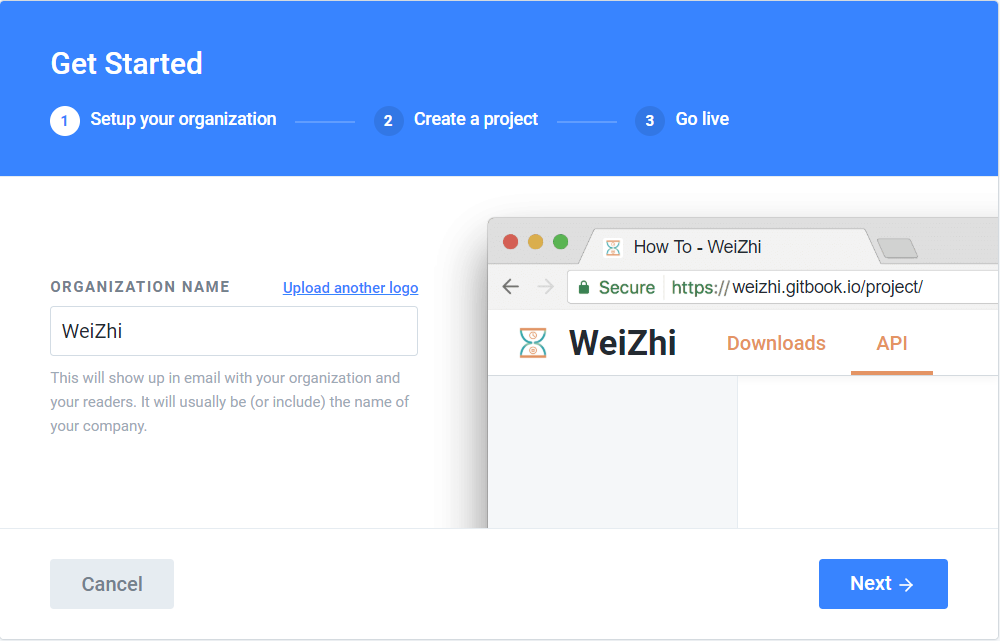 Get Started
1 Setup your organization 2 Create a project 3 Go live
How To - WeiZhi
Secure https://weizhi.gitbook.io/project/
WeiZhi Downloads API
ORGANIZATION NAME Upload another logo
WeiZhi
This will show up in email with your organization and
your readers. It will usually be (or include) the name of
your company.
Cancel Next →